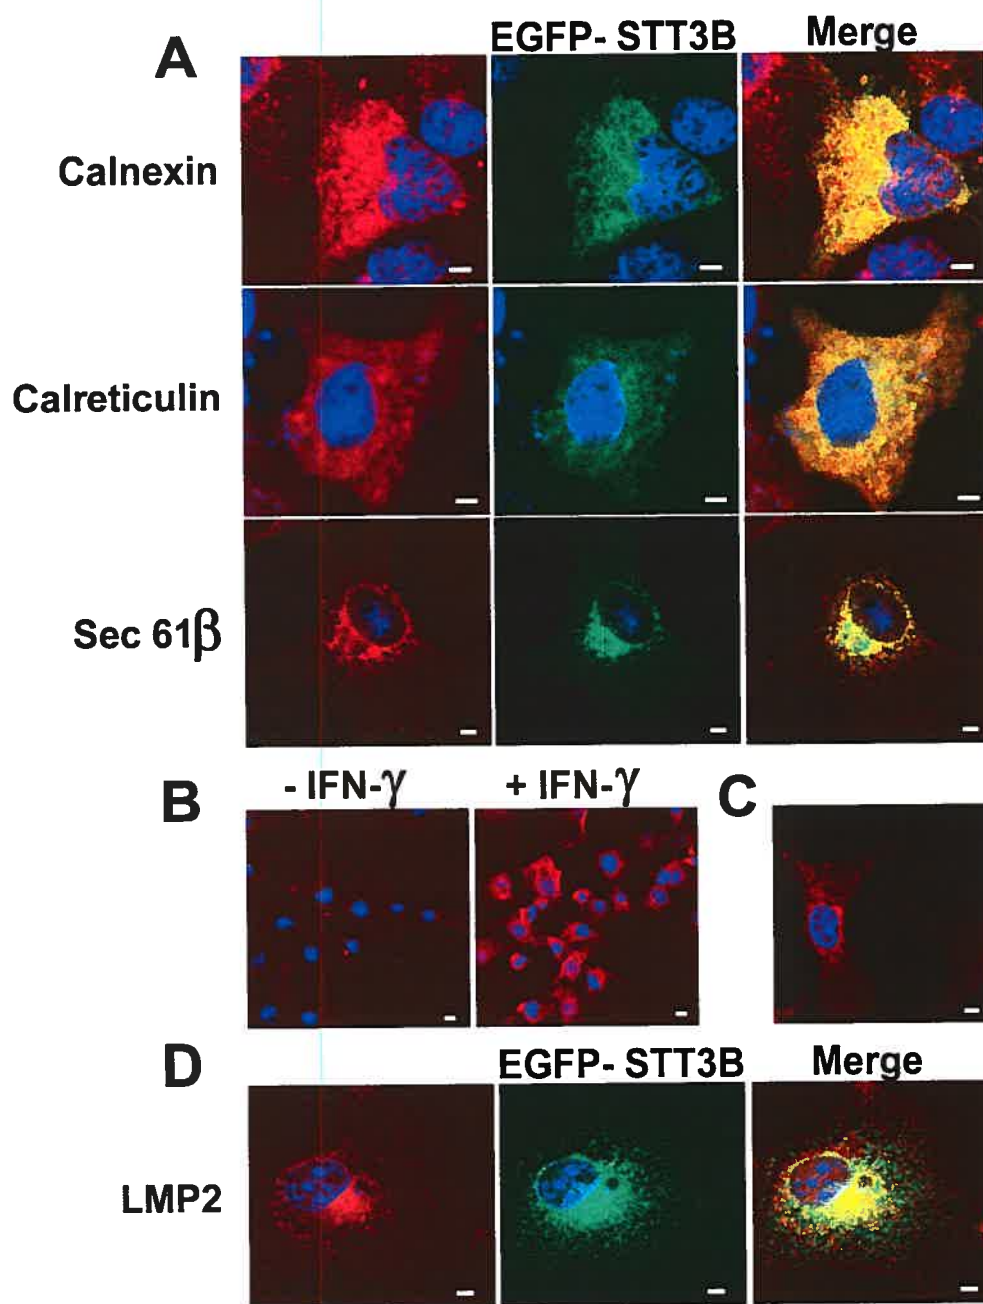 EGFP- STT3B Merge
A
Calnexin
Calreticulin
Sec 61β
B - IFN-γ + IFN-γ C
D EGFP- STT3B Merge
LMP2